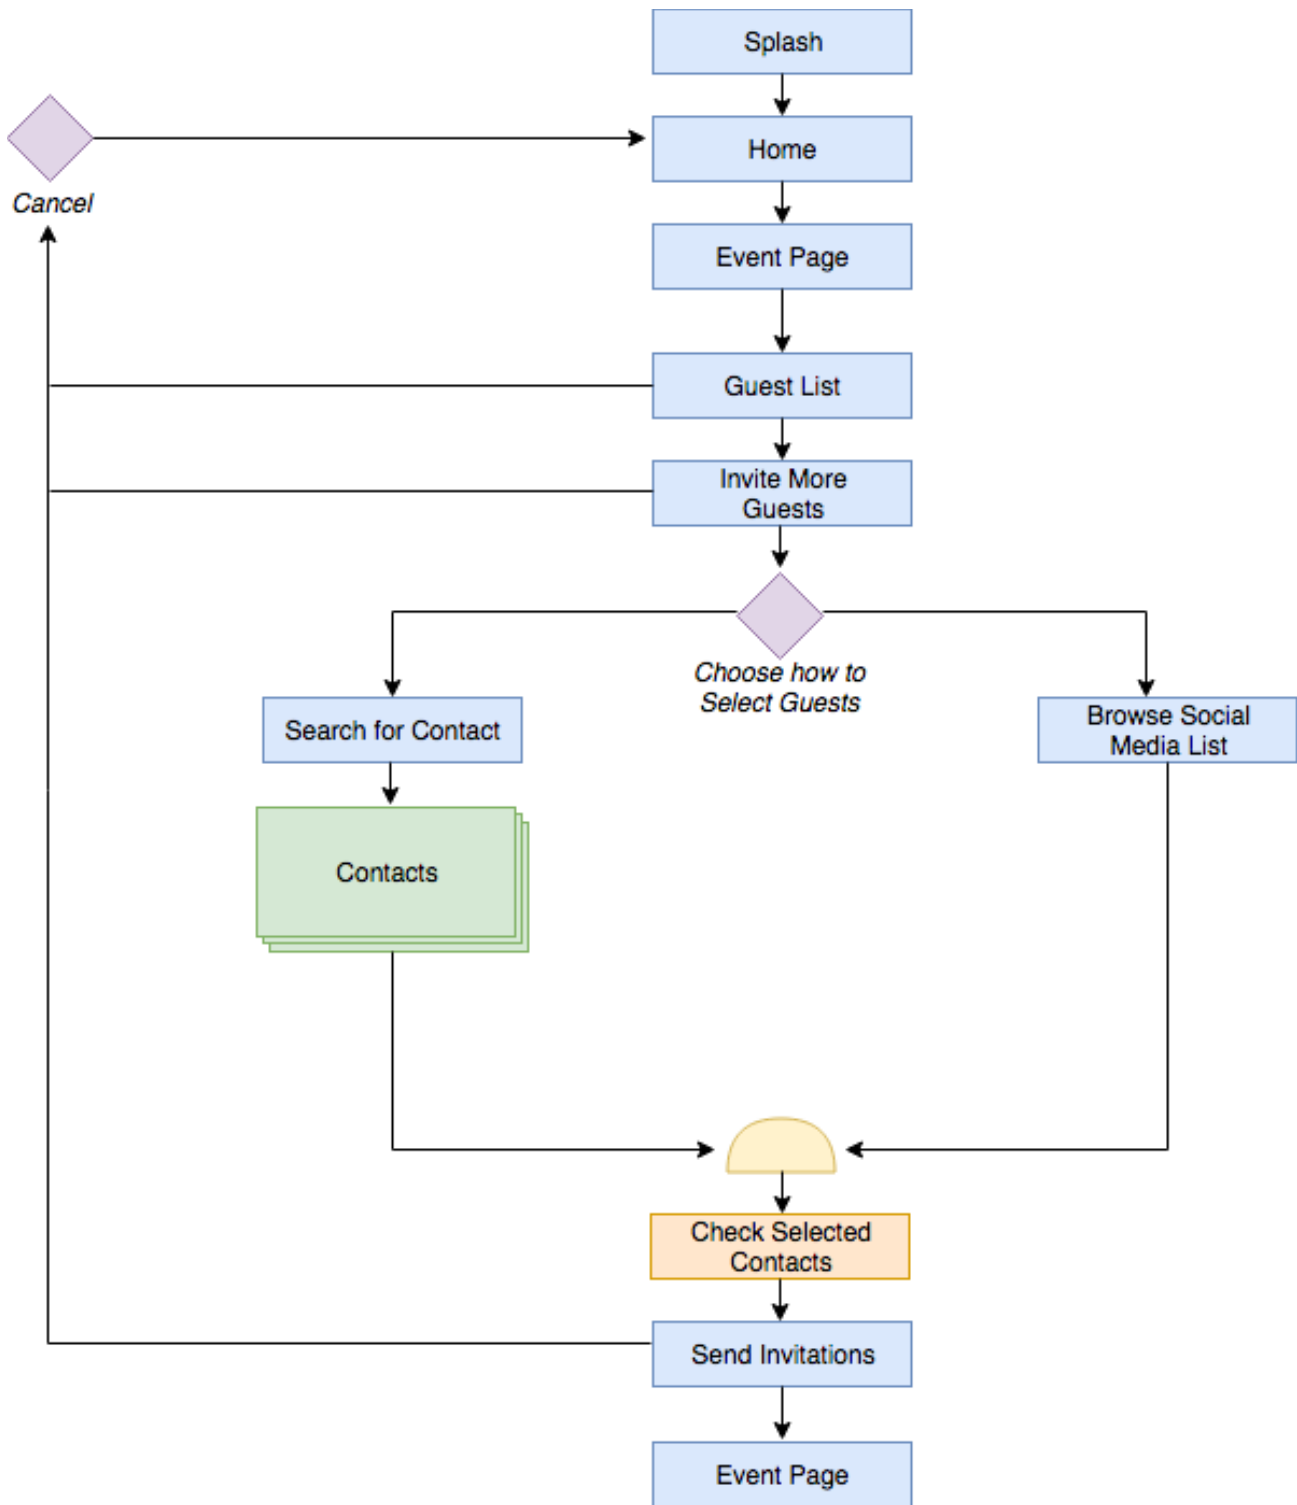 Splash
Home
Cancel
Event Page
Guest List
Invite More
Guests
Choose how to
Select Guests
Search for Contact
Browse Social
Media List
Contacts
Check Selected
Contacts
Send Invitations
Event Page